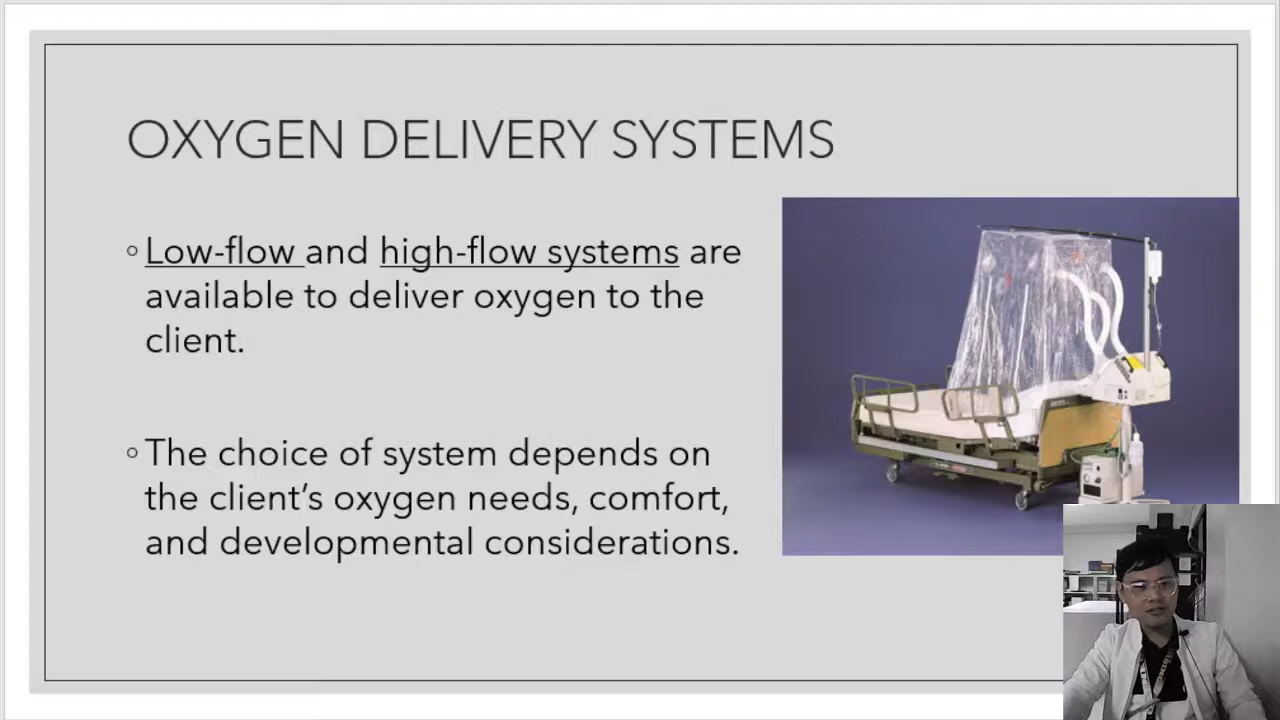 OXYGEN DELIVERY SYSTEMS
◦ Low-flow and high-flow systems are
available to deliver oxygen to the
client.
◦ The choice of system depends on
the client’s oxygen needs, comfort,
and developmental considerations.